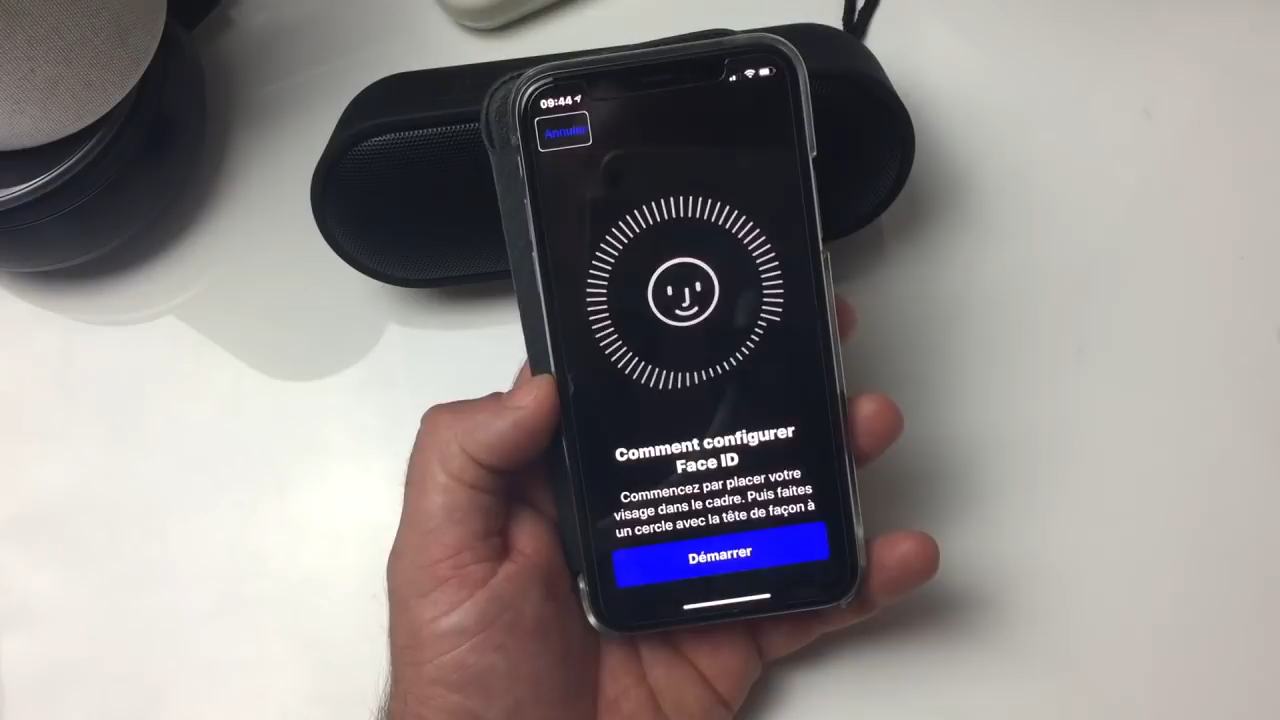 09:44
Annuler
Comment configurer
Face ID
Commencez par placer votre
visage dans le cadre. Puis faites
un cercle avec la tête de façon à
Démarrer